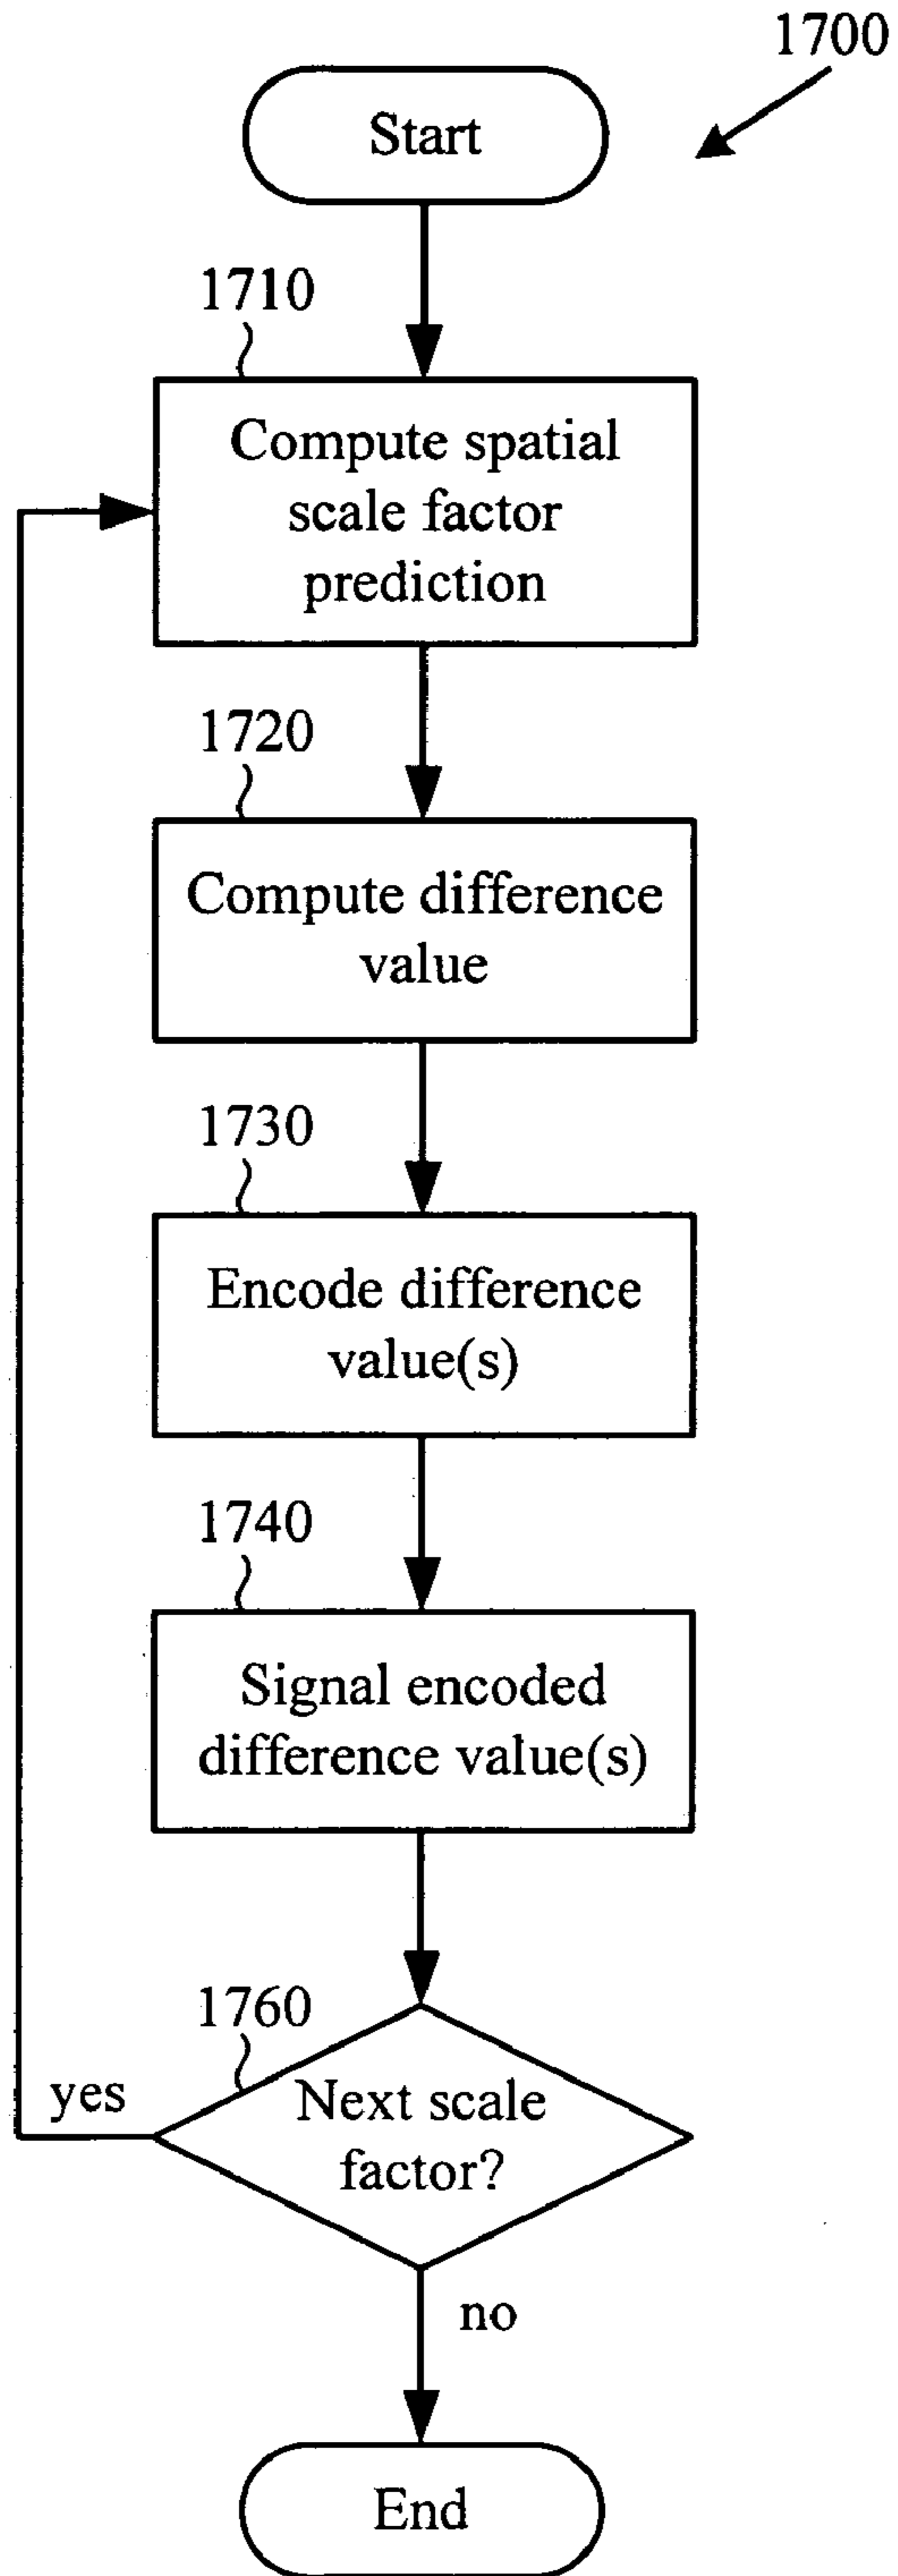 1700
Start
1710
Compute spatial
scale factor
prediction
1720
Compute difference
value
1730
Encode difference
value(s)
1740
Signal encoded
difference value(s)
1760
Next scale
factor?
yes
no
End